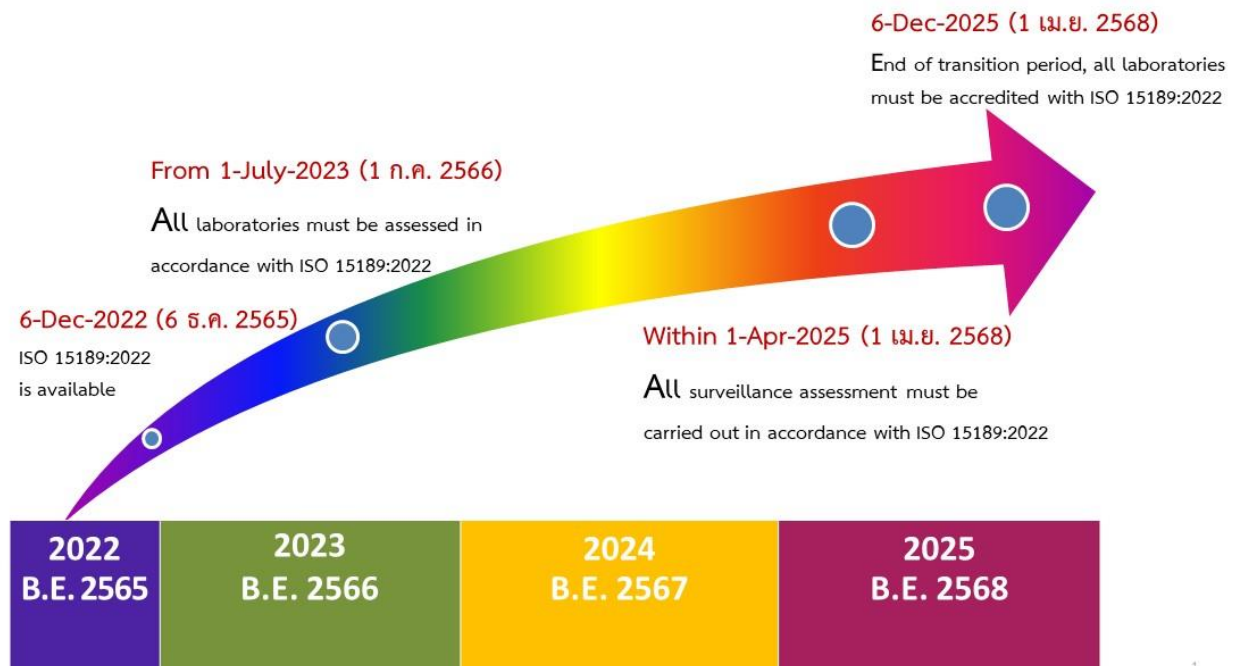 6-Dec-2025 (1 เม.ย. 2568)
End of transition period, all laboratories
must be accredited with ISO 15189:2022
From 1-July-2023 (1 ก.ค. 2566)
All laboratories must be assessed in
accordance with ISO 15189:2022
6-Dec-2022 (6 ธ.ค. 2565)
ISO 15189:2022
is available
Within 1-Apr-2025 (1 เม.ย. 2568)
All surveillance assessment must be
carried out in accordance with ISO 15189:2022
2022
B.E. 2565
2023
B.E. 2566
2024
B.E. 2567
2025
B.E. 2568